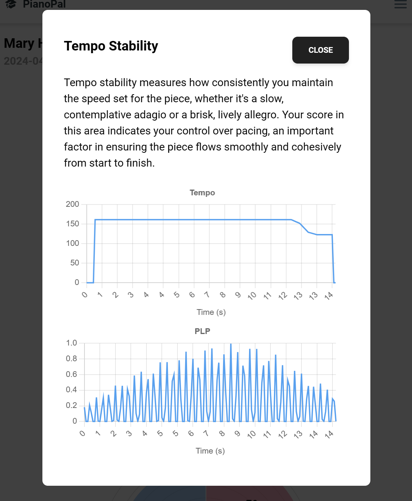 PianoPal
Mary H
2024-04
Tempo Stability
CLOSE
Tempo stability measures how consistently you maintain
the speed set for the piece, whether it's a slow,
contemplative adagio or a brisk, lively allegro. Your score in
this area indicates your control over pacing, an important
factor in ensuring the piece flows smoothly and cohesively
from start to finish.
Tempo
200
150
100
50
0
0 1 2 3 4 4 5 6 7 8 9 10 11 12 13 13 14
Time (s)
PLP
1.0
0.8
0.6
0.4
0.2
0
0 1 2 3 4 4 5 6 7 8 9 10 11 12 13 13 14
Time (s)